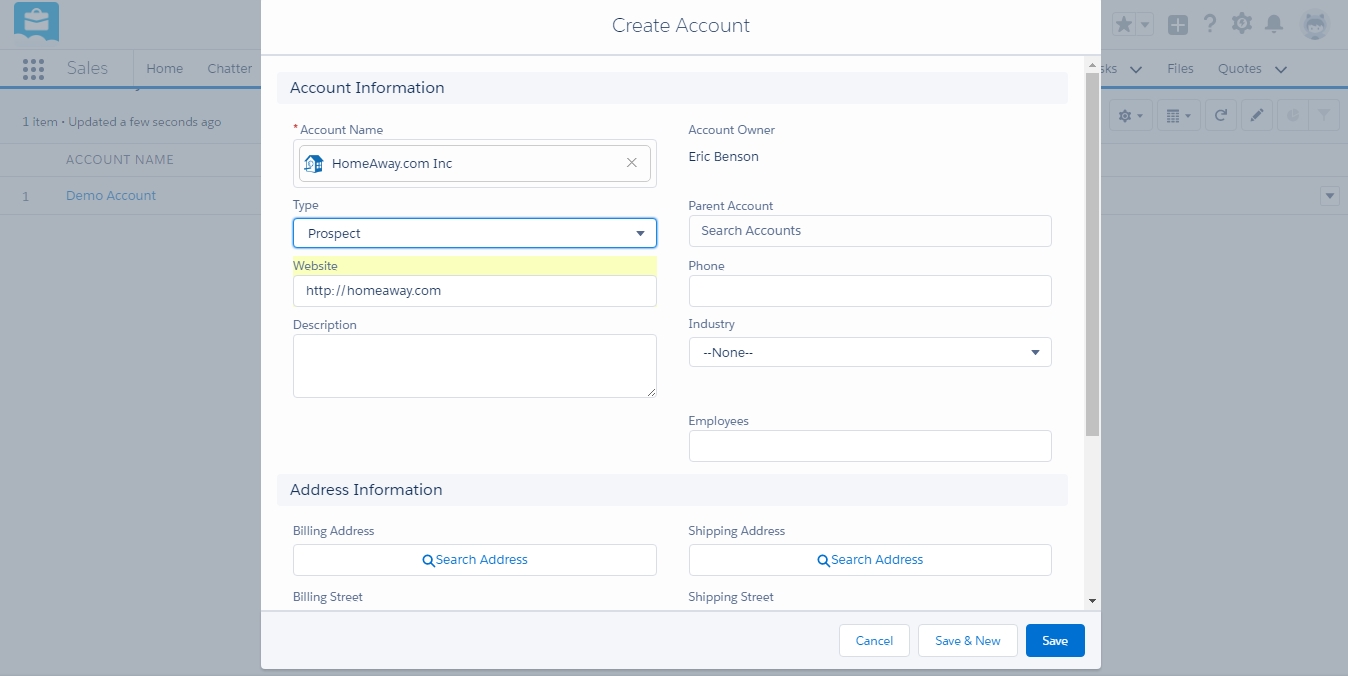 Create Account
Sales
Home
Chatter
Files
Quotes
1 item • Updated a few seconds ago
ACCOUNT NAME
1
Demo Account
Account Information
* Account Name
HomeAway.com Inc
Account Owner
Eric Benson
Type
Prospect
Parent Account
Search Accounts
Website
http://homeaway.com
Phone
Description
Industry
--None--
Employees
Address Information
Billing Address
Search Address
Shipping Address
Search Address
Billing Street
Shipping Street
Cancel
Save & New
Save